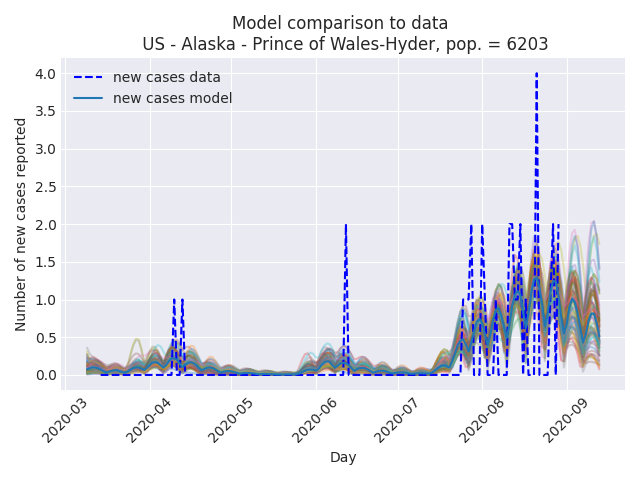 Model comparison to data
US - Alaska - Prince of Wales-Hyder, pop. = 6203
new cases data
new cases model
Number of new cases reported
4.0
3.5
3.0
2.5
2.0
1.5
1.0
0.5
0.0
2020-03
2020-04
2020-05
2020-06
2020-07
2020-08
2020-09
Day